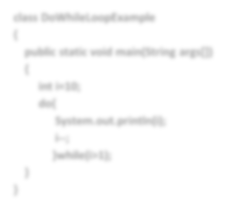 class DoWhileLoopExample
{
public static void main(String args[])
{
int i=10;
do{
System.out.println(i);
i--;
}while(i>1);
}
}